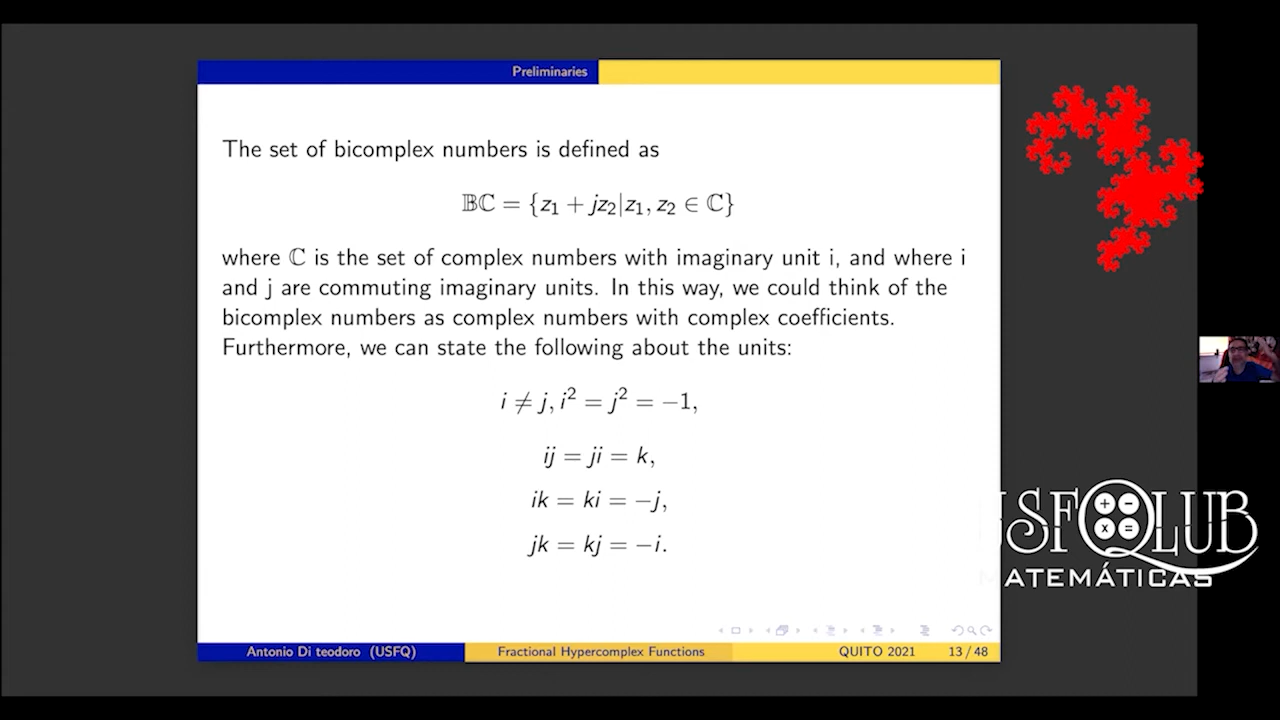 Preliminaries
The set of bicomplex numbers is defined as
𝔹ℂ = {z₁ + jz₂|z₁, z₂ ∈ ℂ}
where ℂ is the set of complex numbers with imaginary unit i, and where i
and j are commuting imaginary units. In this way, we could think of the
bicomplex numbers as complex numbers with complex coefficients.
Furthermore, we can state the following about the units:
i ≠ j, i² = j² = −1,
ij = ji = k,
ik = ki = −j,
jk = kj = −i.
SFQLUB
MATEMÁTICAS
Antonio Di teodoro (USFQ) Fractional Hypercomplex Functions QUITO 2021 13 / 48